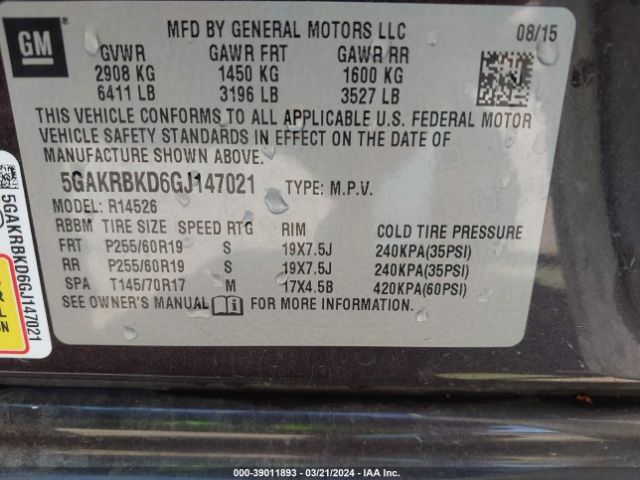 GM
MFD BY GENERAL MOTORS LLC 08/15
GVWR GAWR FRT GAWR RR
2908 KG 1450 KG 1600 KG
6411 LB 3196 LB 3527 LB
THIS VEHICLE CONFORMS TO ALL APPLICABLE U.S. FEDERAL MOTOR
VEHICLE SAFETY STANDARDS IN EFFECT ON THE DATE OF
MANUFACTURE SHOWN ABOVE.
5GAKRBKD6GJ147021 TYPE: M.P.V.
MODEL: R14526
RBBM TIRE SIZE SPEED RTG RIM COLD TIRE PRESSURE
FRT P255/60R19 S 19X7.5J 240KPA(35PSI)
RR P255/60R19 S 19X7.5J 240KPA(35PSI)
SPA T145/70R17 M 17X4.5B 420KPA(60PSI)
SEE OWNER'S MANUAL FOR MORE INFORMATION.
5GAKRBKD6GJ147021
000-39011893 — 03/21/2024 — IAA Inc.